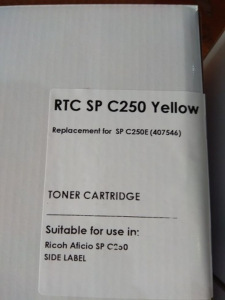 RTC SP C250 Yellow
Replacement for SP C250E (407546)
TONER CARTRIDGE
Suitable for use in:
Ricoh Aficio SP C250
SIDE LABEL